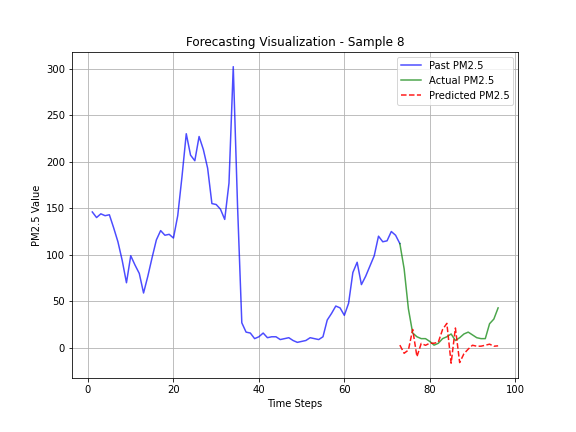 Forecasting Visualization - Sample 8
Past PM2.5
Actual PM2.5
Predicted PM2.5
PM2.5 Value
300
250
200
150
100
50
0
0 20 40 60 80 100
Time Steps